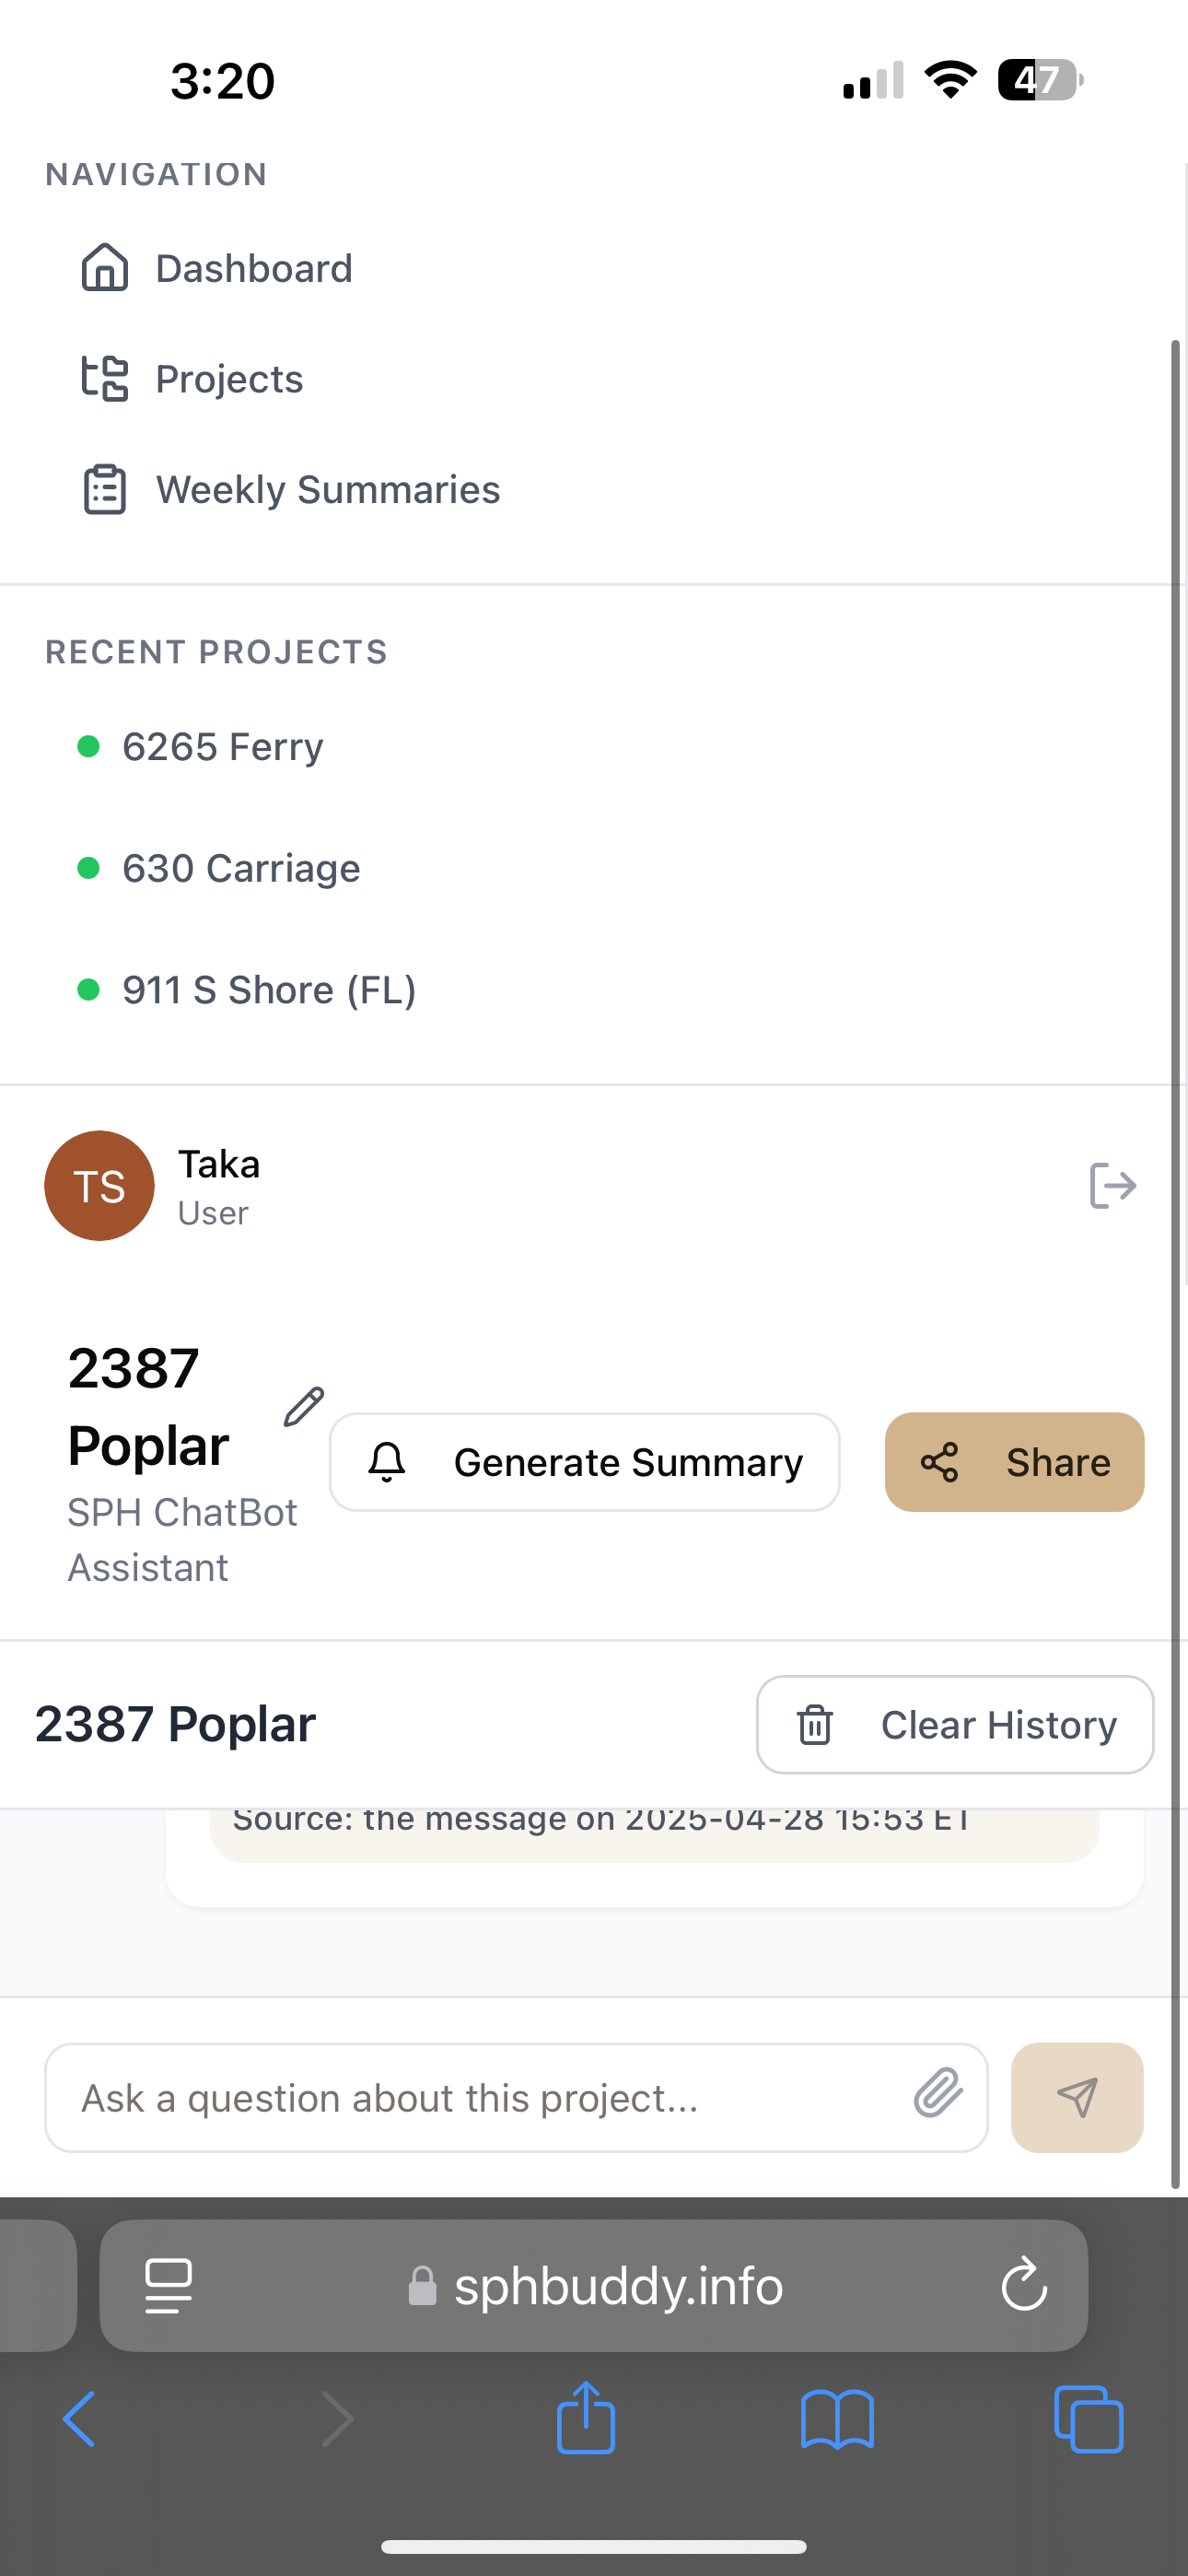 3:20
47
NAVIGATION
Dashboard
Projects
Weekly Summaries
RECENT PROJECTS
6265 Ferry
630 Carriage
911 S Shore (FL)
TS
Taka
User
2387
Poplar
SPH ChatBot
Assistant
Generate Summary
Share
2387 Poplar
Clear History
Source: the message on 2025-04-28 15:53 ET
Ask a question about this project...
sphbuddy.info